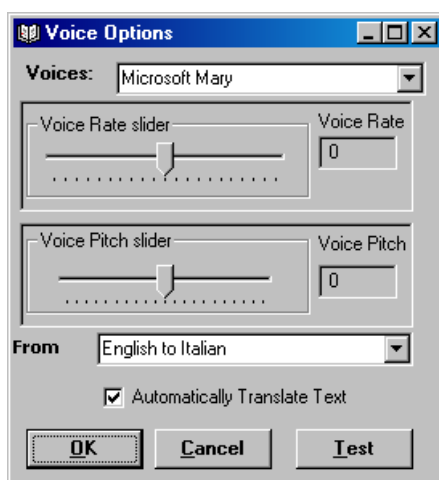 Voice Options
Voices: Microsoft Mary
Voice Rate slider Voice Rate
0
Voice Pitch slider Voice Pitch
0
From English to Italian
Automatically Translate Text
OK Cancel Test